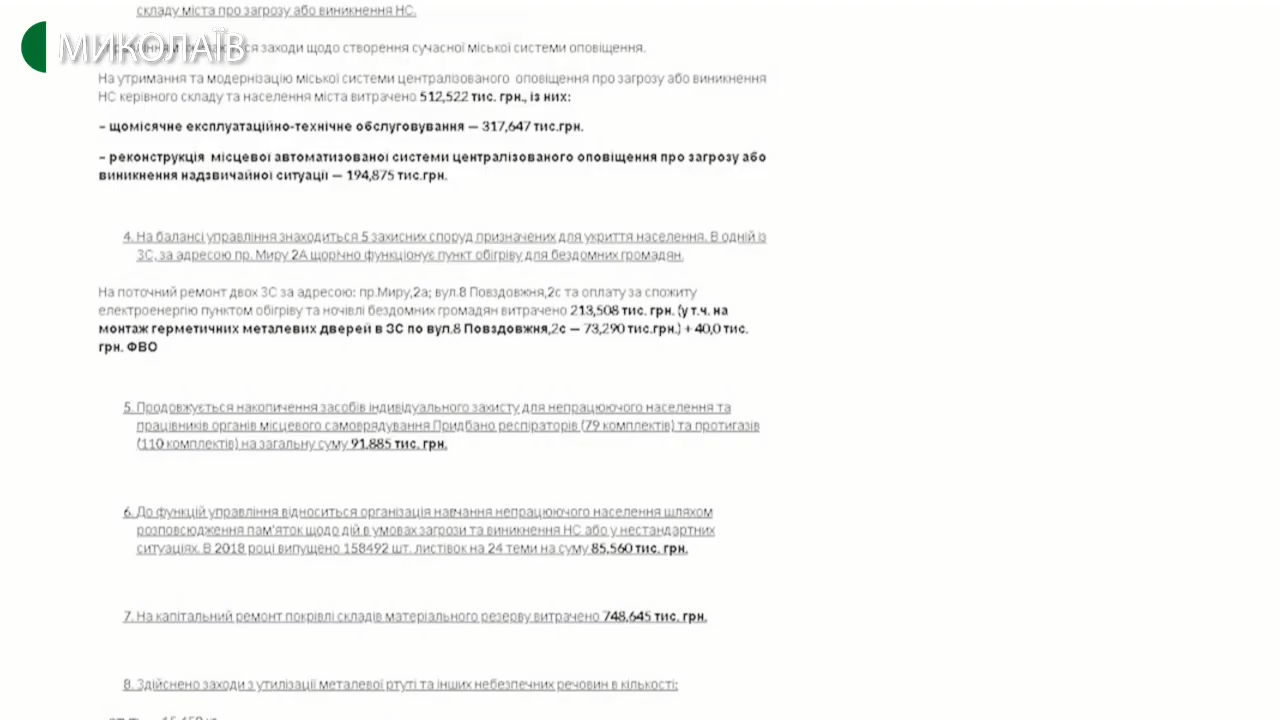 складу міста про загрозу або виникнення НС.
МИКОЛАЇВ
ся заходи щодо створення сучасної міської системи оповіщення.
На утримання та модернізацію міської системи централізованого оповіщення про загрозу або виникнення
НС керівного складу та населення міста витрачено 512,522 тис. грн., із них:
– щомісячне експлуатаційно-технічне обслуговування — 317,647 тис.грн.
– реконструкція місцевої автоматизованої системи централізованого оповіщення про загрозу або
виникнення надзвичайної ситуації — 194,875 тис.грн.
4. На балансі управління знаходиться 5 захисних споруд призначених для укриття населення. В одній із
ЗС, за адресою пр. Миру 2А щорічно функціонує пункт обігріву для бездомних громадян.
На поточний ремонт двох ЗС за адресою: пр.Миру,2а; вул.8 Повздовжня,2с та оплату за спожиту
електроенергію пунктом обігріву та ночівлі бездомних громадян витрачено 213,508 тис. грн. (у т.ч. на
монтаж герметичних металевих дверей в ЗС по вул.8 Повздовжня,2с — 73,290 тис.грн.) + 40,0 тис.
грн. ФВО
5. Продовжується накопичення засобів індивідуального захисту для непрацюючого населення та
працівників органів місцевого самоврядування Придбано респіраторів (79 комплектів) та протигазів
(110 комплектів) на загальну суму 91,885 тис. грн.
6. До функцій управління відноситься організація навчання непрацюючого населення шляхом
розповсюдження пам'яток щодо дій в умовах загрози та виникнення НС або у нестандартних
ситуаціях. В 2018 році випущено 158492 шт. листівок на 24 теми на суму 85,560 тис. грн.
7. На капітальний ремонт покрівлі складів матеріального резерву витрачено 748,645 тис. грн.
8. Здійснено заходи з утилізації металевої ртуті та інших небезпечних речовин в кількості: